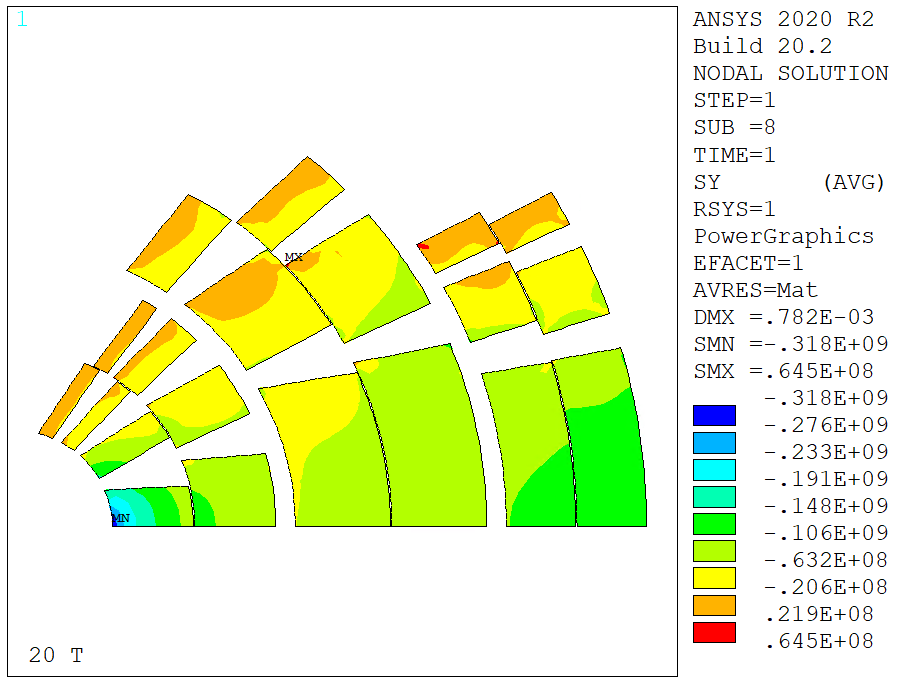 1
ANSYS 2020 R2
Build 20.2
NODAL SOLUTION
STEP=1
SUB =8
TIME=1
SY (AVG)
RSYS=1
PowerGraphics
EFACET=1
AVRES=Mat
DMX =.782E-03
SMN =-.318E+09
SMX =.645E+08
-.318E+09
-.276E+09
-.233E+09
-.191E+09
-.148E+09
-.106E+09
-.632E+08
-.206E+08
.219E+08
.645E+08
MX
MN
20 T